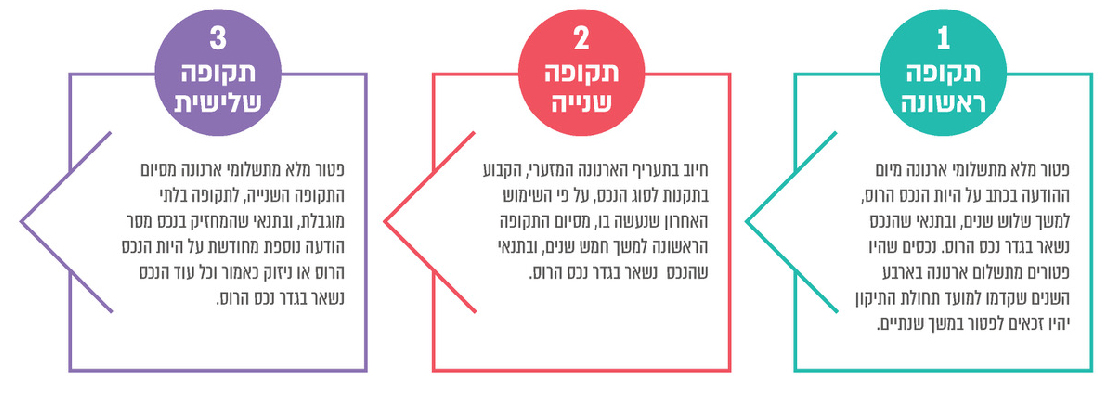 1
תקופה
ראשונה
פטור מלא מתשלומי ארנונה מיום
ההודעה בכתב על היות הנכס הרוס,
למשך שלוש שנים, ובתנאי שהנכס
נשאר בגדר נכס הרוס. נכסים שהיו
פטורים מתשלום ארנונה בארבע
השנים שקדמו למועד תחולת התיקון
יהיו זכאים לפטור במשך שנתיים.
2
תקופה
שנייה
חיוב בתעריף הארנונה המזערי, הקבוע
בתקנות לסוג הנכס, על פי השימוש
האחרון שנעשה בו, מסיום התקופה
הראשונה למשך חמש שנים, ובתנאי
שהנכס נשאר בגדר נכס הרוס.
3
תקופה
שלישית
פטור מלא מתשלומי ארנונה מסיום
התקופה השנייה, לתקופה בלתי
מוגבלת, ובתנאי שהמחזיק בנכס מסר
הודעה נוספת מחודשת על היות הנכס
הרוס או ניזוק כאמור וכל עוד הנכס
נשאר בגדר נכס הרוס.